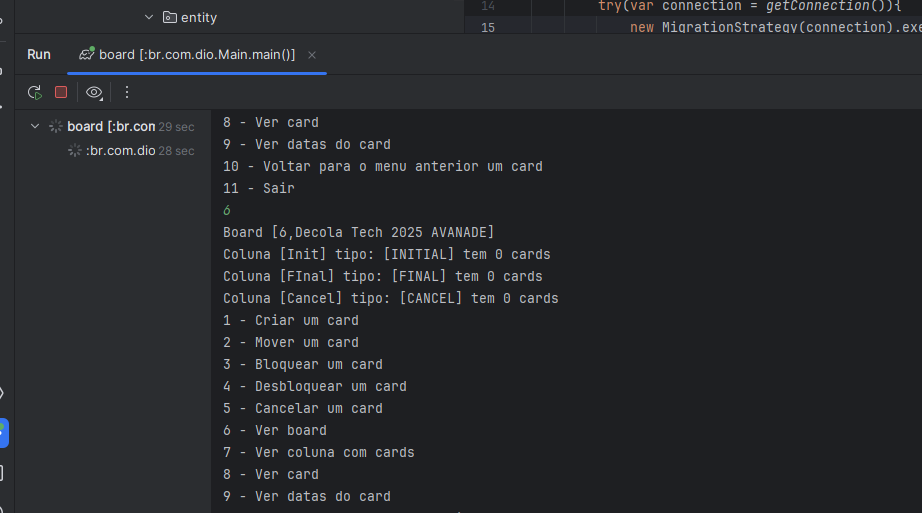 entity
14 try(var connection = getConnection()){
15 new MigrationStrategy(connection).exe
Run board [:br.com.dio.Main.main()]
board [:br.con 29 sec
:br.com.dio 28 sec
8 - Ver card
9 - Ver datas do card
10 - Voltar para o menu anterior um card
11 - Sair
6
Board [6,Decola Tech 2025 AVANADE]
Coluna [Init] tipo: [INITIAL] tem 0 cards
Coluna [FInal] tipo: [FINAL] tem 0 cards
Coluna [Cancel] tipo: [CANCEL] tem 0 cards
1 - Criar um card
2 - Mover um card
3 - Bloquear um card
4 - Desbloquear um card
5 - Cancelar um card
6 - Ver board
7 - Ver coluna com cards
8 - Ver card
9 - Ver datas do card